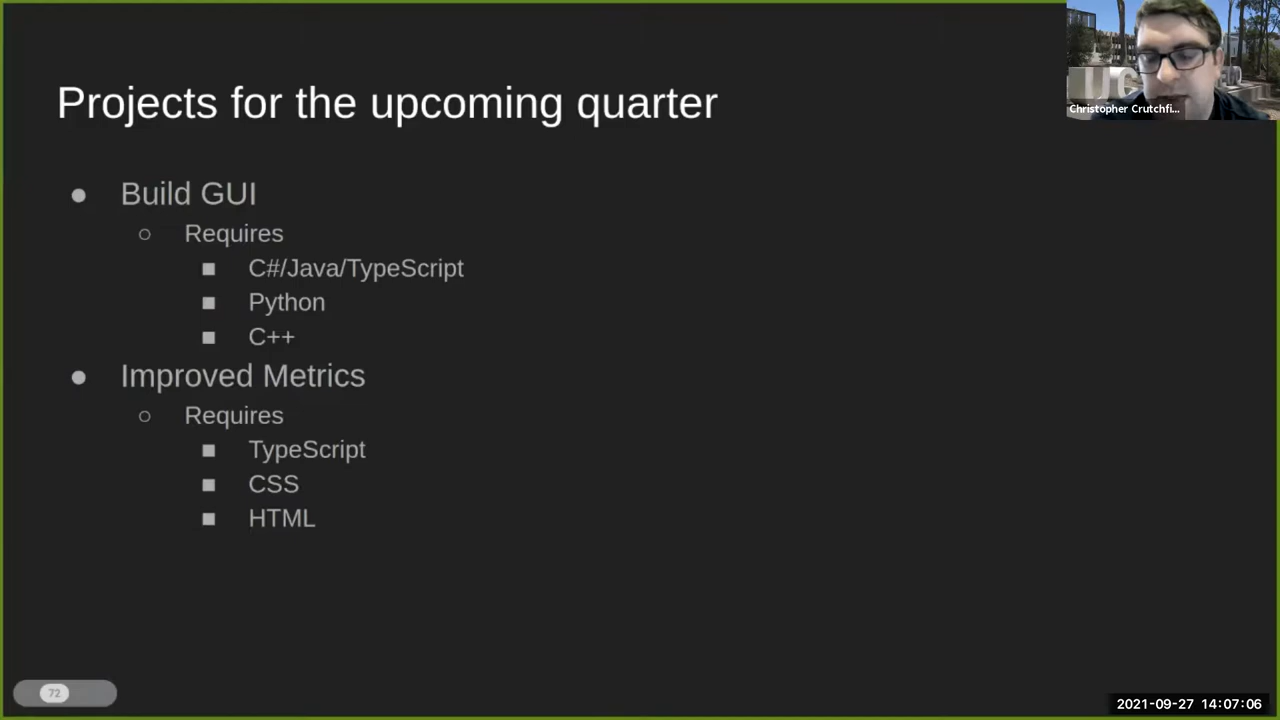 Projects for the upcoming quarter
Christopher Crutchfi...
● Build GUI
○ Requires
■ C#/Java/TypeScript
■ Python
■ C++
● Improved Metrics
○ Requires
■ TypeScript
■ CSS
■ HTML
72
2021-09-27 14:07:06